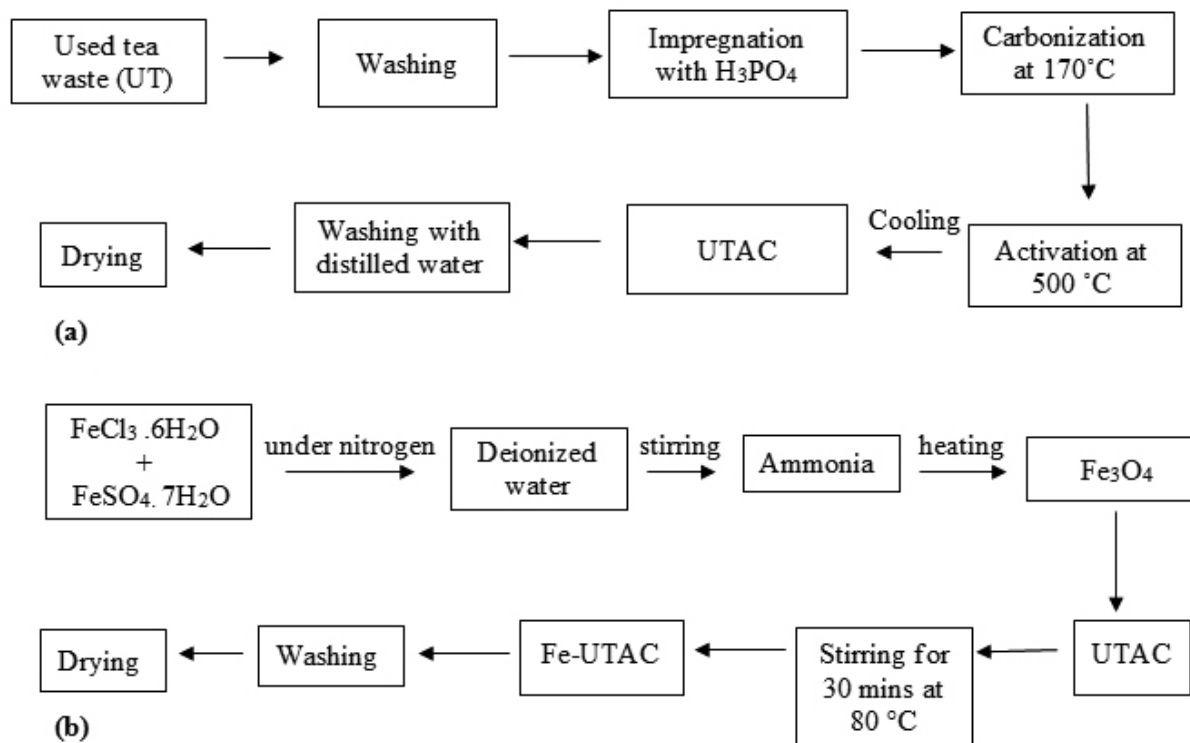 Used tea
waste (UT)
Washing
Impregnation
with H₃PO₄
Carbonization
at 170˚C
Activation at
500 ˚C
Cooling
UTAC
Washing with
distilled water
Drying
(a)
FeCl₃ .6H₂O
+
FeSO₄. 7H₂O
under nitrogen
Deionized
water
stirring
Ammonia
heating
Fe₃O₄
UTAC
Stirring for
30 mins at
80 °C
Fe-UTAC
Washing
Drying
(b)